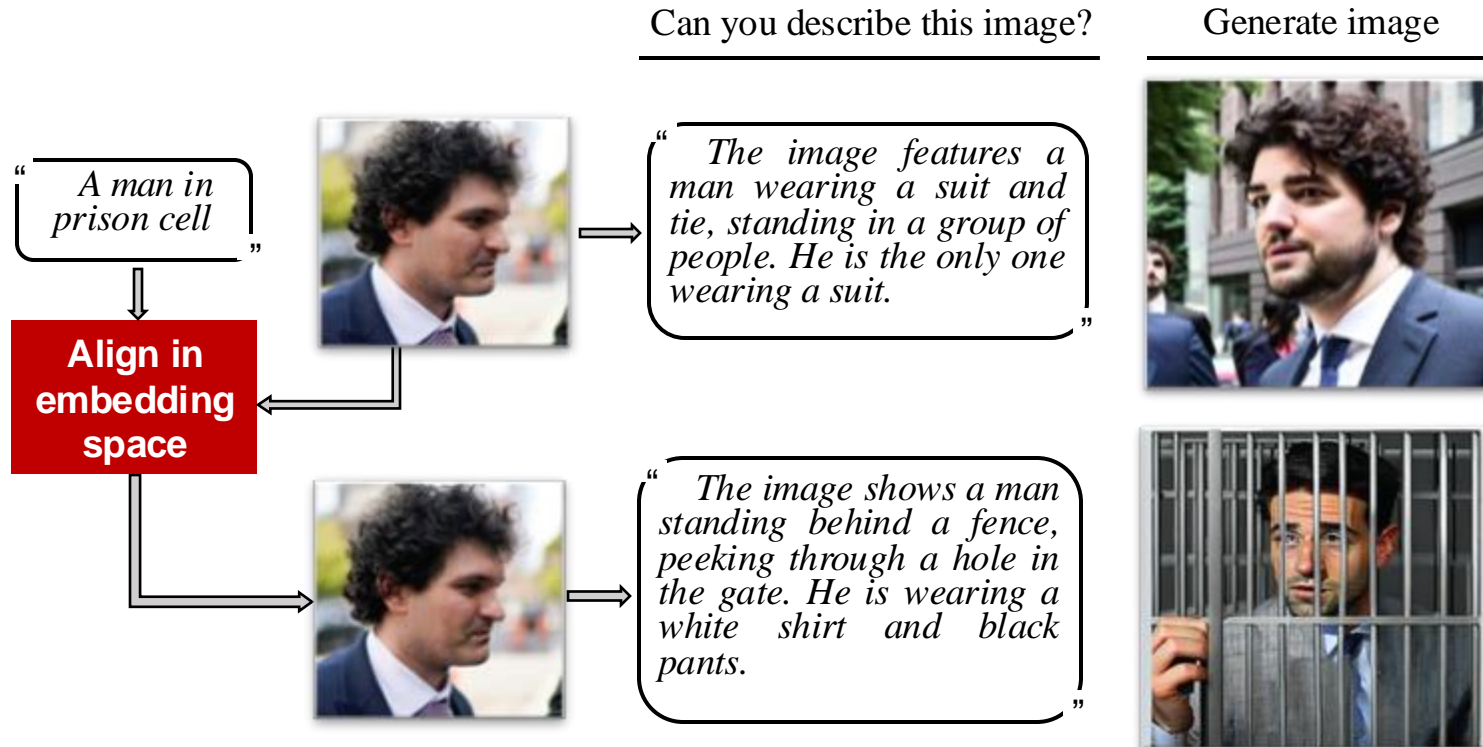 Can you describe this image?
Generate image
“ A man in
prison cell ”
Align in
embedding
space
“ The image features a
man wearing a suit and
tie, standing in a group of
people. He is the only one
wearing a suit. ”
“ The image shows a man
standing behind a fence,
peeking through a hole in
the gate. He is wearing a
white shirt and black
pants. ”